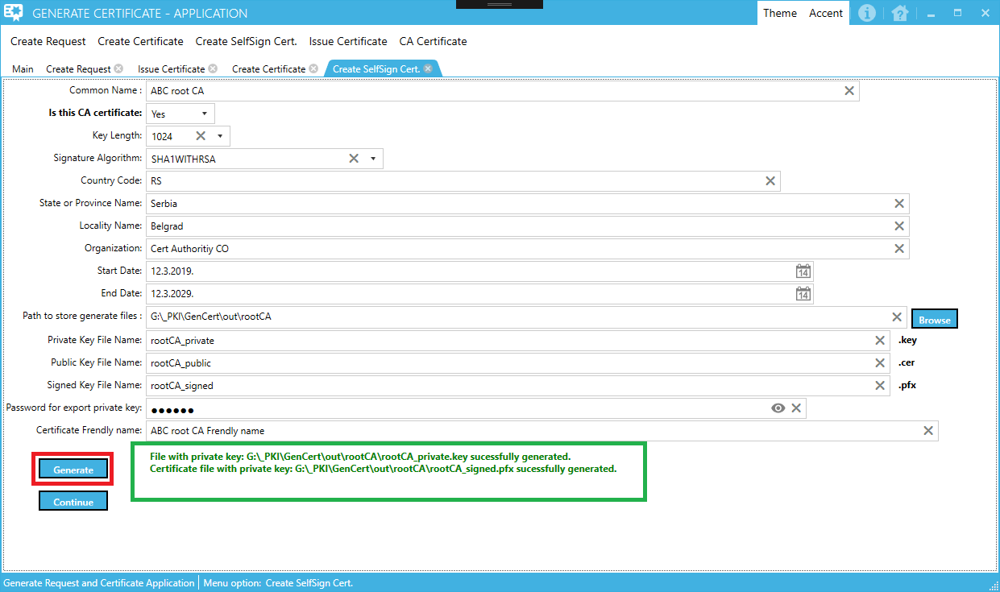 GENERATE CERTIFICATE - APPLICATION
Theme Accent
Create Request Create Certificate Create SelfSign Cert. Issue Certificate CA Certificate
Main Create Request Issue Certificate Create Certificate Create SelfSign Cert.
Common Name : ABC root CA
Is this CA certificate: Yes
Key Length: 1024
Signature Algorithm: SHA1WITHRSA
Country Code: RS
State or Province Name: Serbia
Locality Name: Belgrad
Organization: Cert Authoritiy CO
Start Date: 12.3.2019. 14
End Date: 12.3.2029. 14
Path to store generate files : G:\_PKI\GenCert\out\rootCA Browse
Private Key File Name: rootCA_private .key
Public Key File Name: rootCA_public .cer
Signed Key File Name: rootCA_signed .pfx
Password for export private key: ●●●●●●
Certificate Frendly name: ABC root CA Frendly name
Generate
File with private key: G:\_PKI\GenCert\out\rootCA\rootCA_private.key sucessfully generated.
Certificate file with private key: G:\_PKI\GenCert\out\rootCA\rootCA_signed.pfx sucessfully generated.
Continue
Generate Request and Certificate Application Menu option: Create SelfSign Cert.